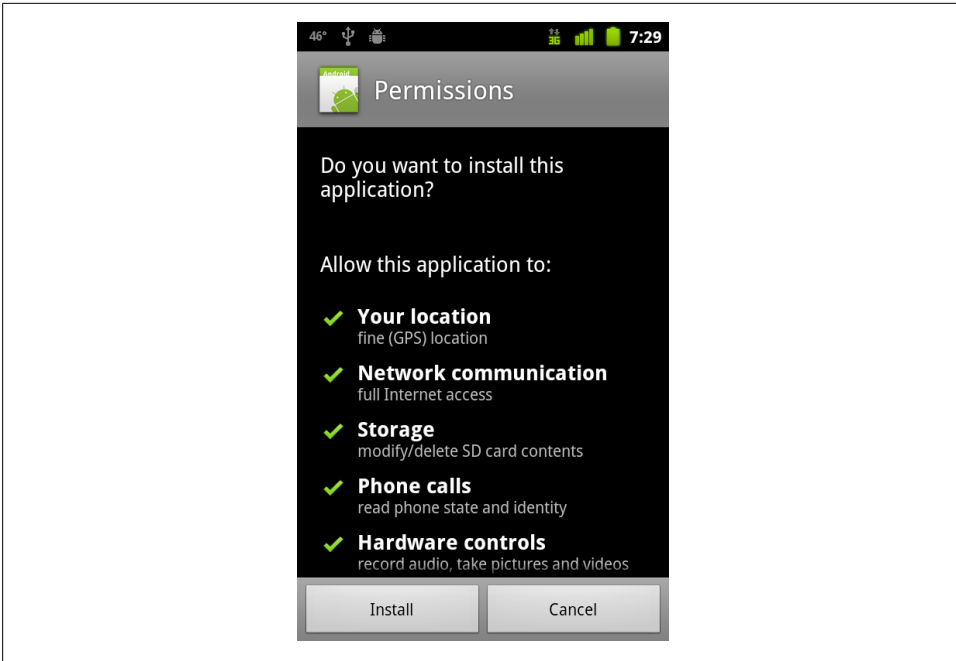 46°
3G
7:29
Android
Permissions
Do you want to install this
application?
Allow this application to:
Your location
fine (GPS) location
Network communication
full Internet access
Storage
modify/delete SD card contents
Phone calls
read phone state and identity
Hardware controls
record audio, take pictures and videos
Install
Cancel